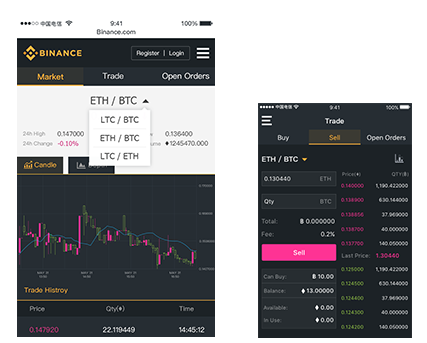 中国电信 9:41 100%
Binance.com
BINANCE Register | Login
Market Trade Open Orders
ETH / BTC
LTC / BTC
ETH / BTC
LTC / ETH
24h High 0.147000 0.136400
24h Change -0.10% 1245470.000
Candle
Trade Histroy
Price Qty(♦) Time
0.147920 22.119449 14:45:12
中国电信 9:41 100%
Trade
Buy Sell Open Orders
ETH / BTC
0.130440 ETH
Qty BTC
Total: ฿ 0.000000
Fee: 0.2%
Sell
Can Buy: ฿ 10.00
Balance: ♦ 13.00000
Available: ♦ 0.00
In Use: ♦ 0.00
Price(♦) QTY(฿)
0.140000 1,190.422000
0.138900 630.144000
0.138850 37.969000
0.138700 40.000000
0.137700 140.050000
Last Price: 1.30440
0.125000 1,190.422000
0.124500 630.144000
0.124400 37.969000
0.124300 40.000000
0.124200 140.050000